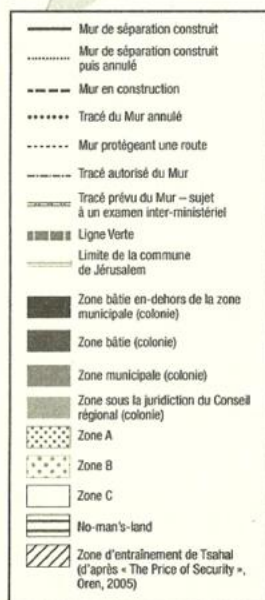 Mur de séparation construit
Mur de séparation construit
puis annulé
Mur en construction
Tracé du Mur annulé
Mur protégeant une route
Tracé autorisé du Mur
Tracé prévu du Mur – sujet
à un examen inter-ministériel
Ligne Verte
Limite de la commune
de Jérusalem
Zone bâtie en-dehors de la zone
municipale (colonie)
Zone bâtie (colonie)
Zone municipale (colonie)
Zone sous la juridiction du Conseil
régional (colonie)
Zone A
Zone B
Zone C
No-man's-land
Zone d'entraînement de Tsahal
(d'après « The Price of Security »,
Oren, 2005)